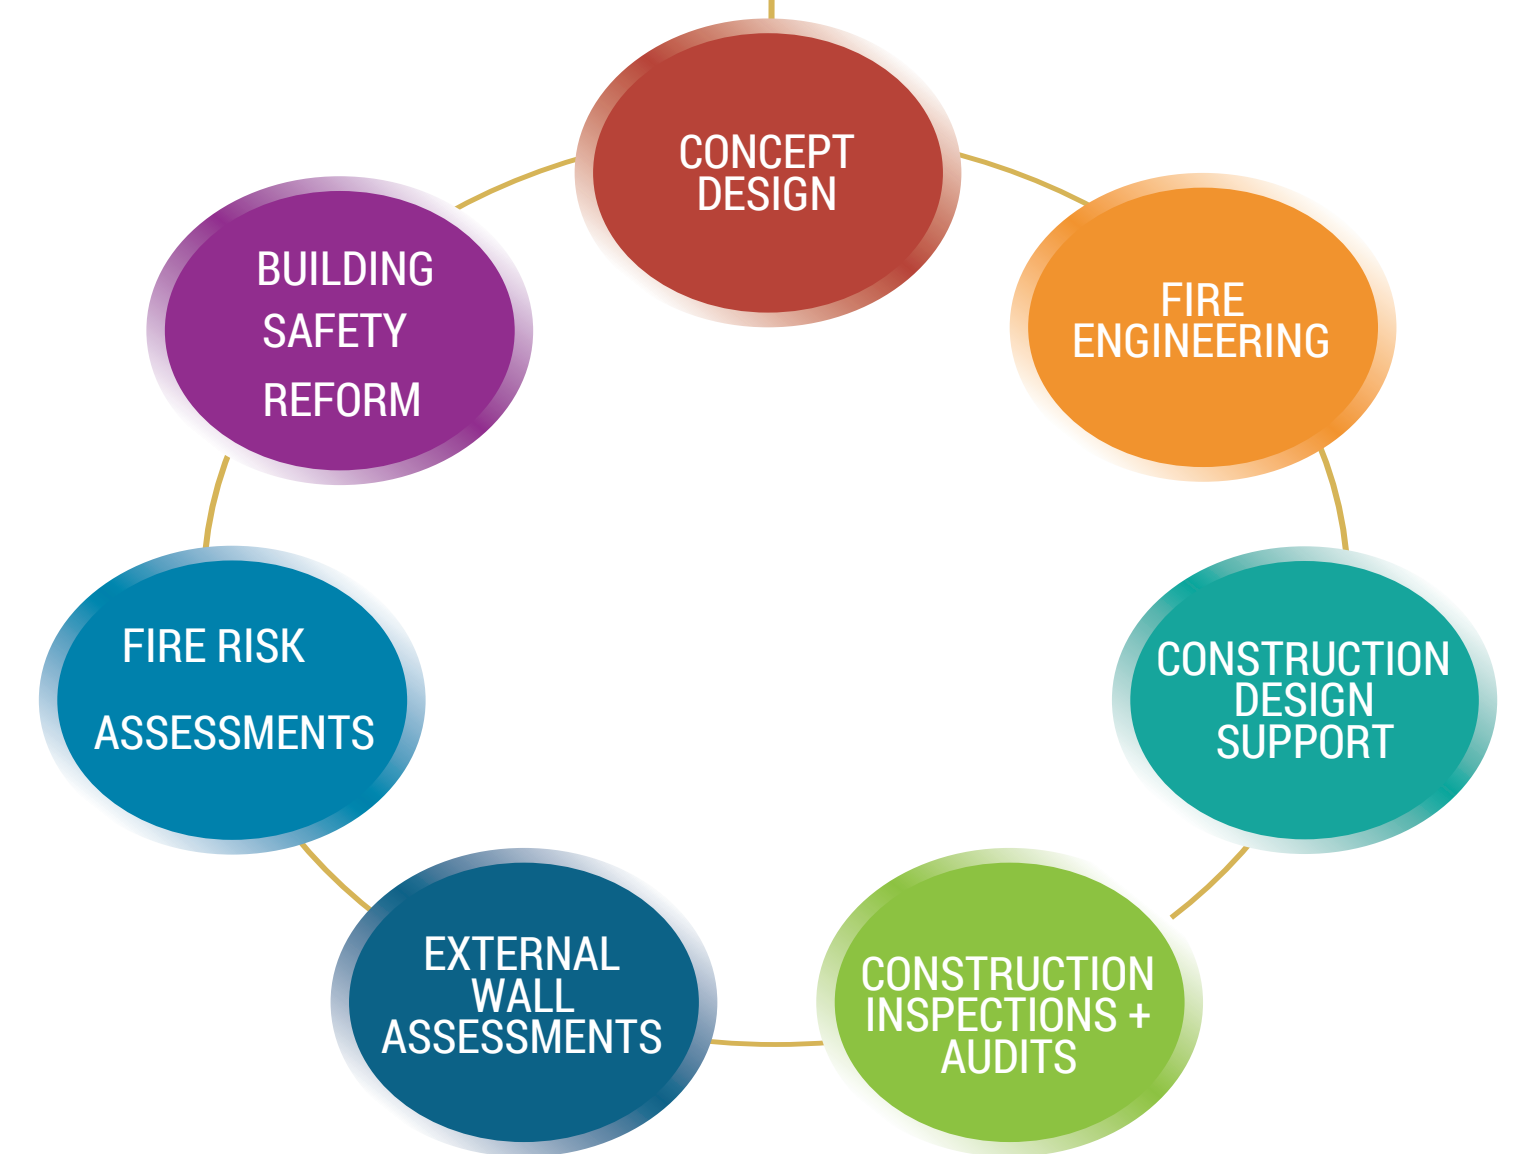 CONCEPT
DESIGN
FIRE
ENGINEERING
CONSTRUCTION
DESIGN
SUPPORT
CONSTRUCTION
INSPECTIONS +
AUDITS
EXTERNAL
WALL
ASSESSMENTS
FIRE RISK
ASSESSMENTS
BUILDING
SAFETY
REFORM